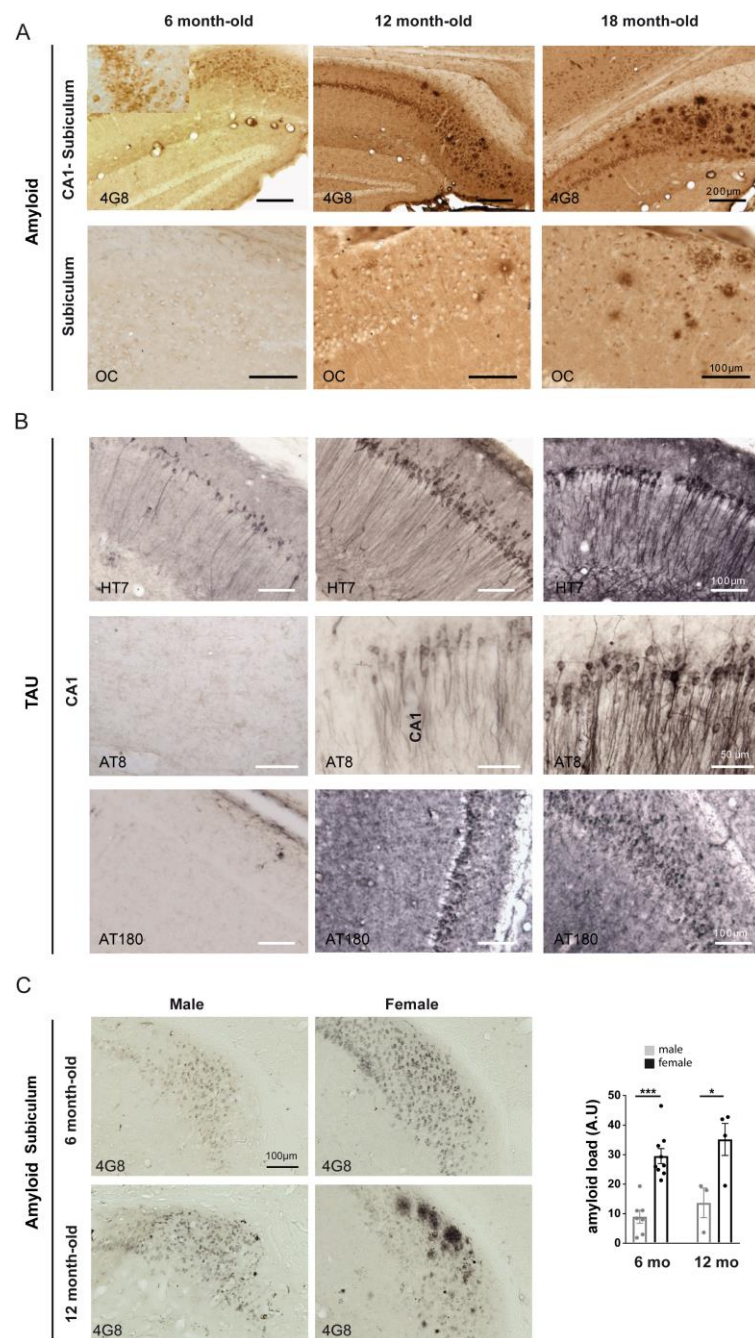 6 month-old 12 month-old 18 month-old
A
Amyloid
CA1- Subiculum
4G8 4G8 4G8 200μm
Subiculum
OC OC OC 100μm
B
TAU
CA1
HT7 HT7 HT7 100μm
AT8 CA1 AT8 AT8 50 μm
AT180 AT180 AT180 100μm
C
Male Female
Amyloid Subiculum
6 month-old
4G8 100μm 4G8
12 month-old
4G8 4G8
male
female
amyloid load (A.U)
50
40
30
20
10
0
*** *
6 mo 12 mo